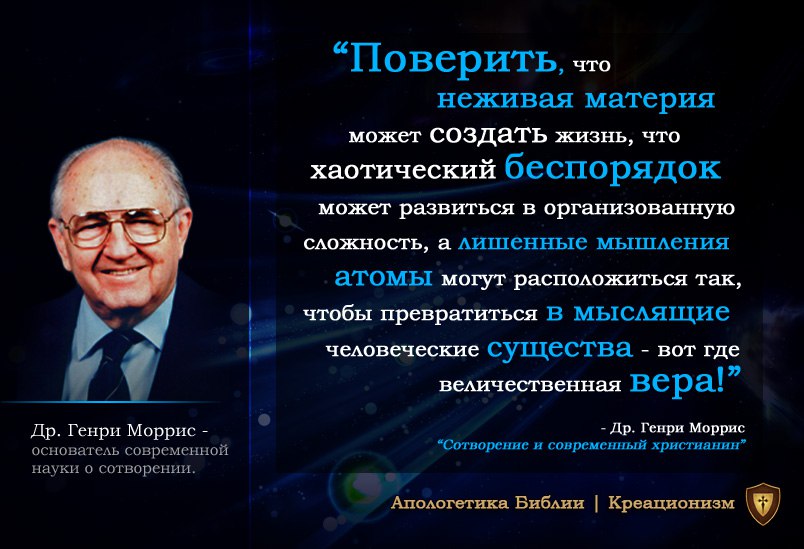 “Поверить, что
неживая материя
может создать жизнь, что
хаотический беспорядок
может развиться в организованную
сложность, а лишенные мышления
атомы могут расположиться так,
чтобы превратиться в мыслящие
человеческие существа - вот где
величественная вера!”
- Др. Генри Моррис
“Сотворение и современный христианин”
Др. Генри Моррис -
основатель современной
науки о сотворении.
Апологетика Библии | Креационизм